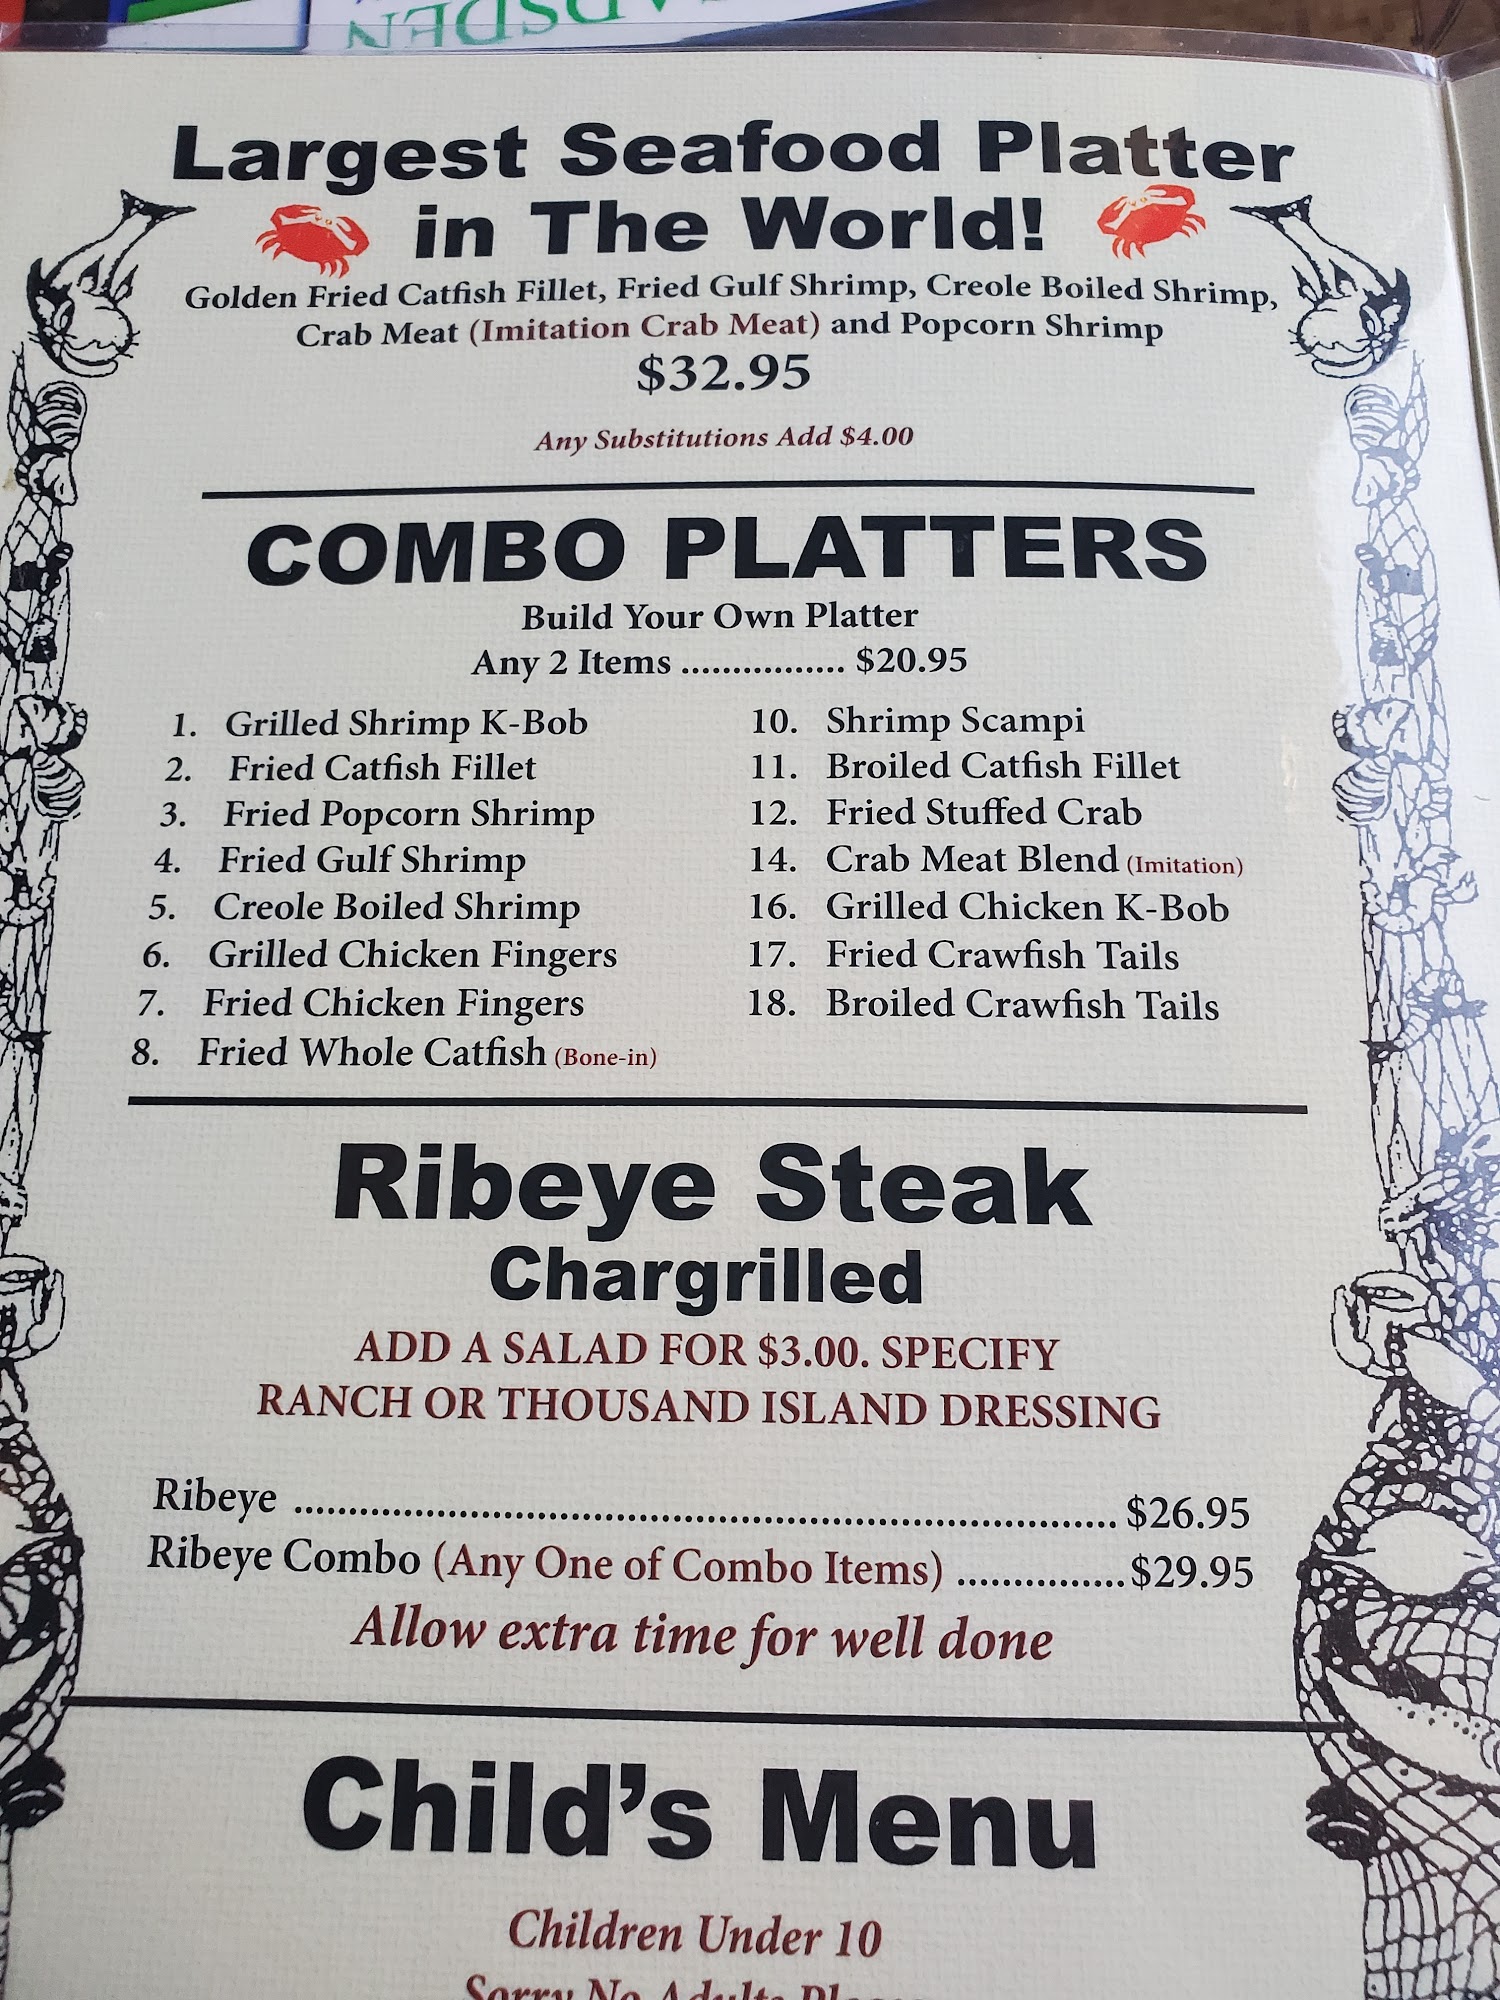 Largest Seafood Platter
in The World!
Golden Fried Catfish Fillet, Fried Gulf Shrimp, Creole Boiled Shrimp,
Crab Meat (Imitation Crab Meat) and Popcorn Shrimp
$32.95
Any Substitutions Add $4.00
COMBO PLATTERS
Build Your Own Platter
Any 2 Items ................ $20.95
1. Grilled Shrimp K-Bob
2. Fried Catfish Fillet
3. Fried Popcorn Shrimp
4. Fried Gulf Shrimp
5. Creole Boiled Shrimp
6. Grilled Chicken Fingers
7. Fried Chicken Fingers
8. Fried Whole Catfish (Bone-in)
10. Shrimp Scampi
11. Broiled Catfish Fillet
12. Fried Stuffed Crab
14. Crab Meat Blend (Imitation)
16. Grilled Chicken K-Bob
17. Fried Crawfish Tails
18. Broiled Crawfish Tails
Ribeye Steak
Chargrilled
ADD A SALAD FOR $3.00. SPECIFY
RANCH OR THOUSAND ISLAND DRESSING
Ribeye ........................................................................... $26.95
Ribeye Combo (Any One of Combo Items) ................ $29.95
Allow extra time for well done
Child's Menu
Children Under 10
Sorry No Adults